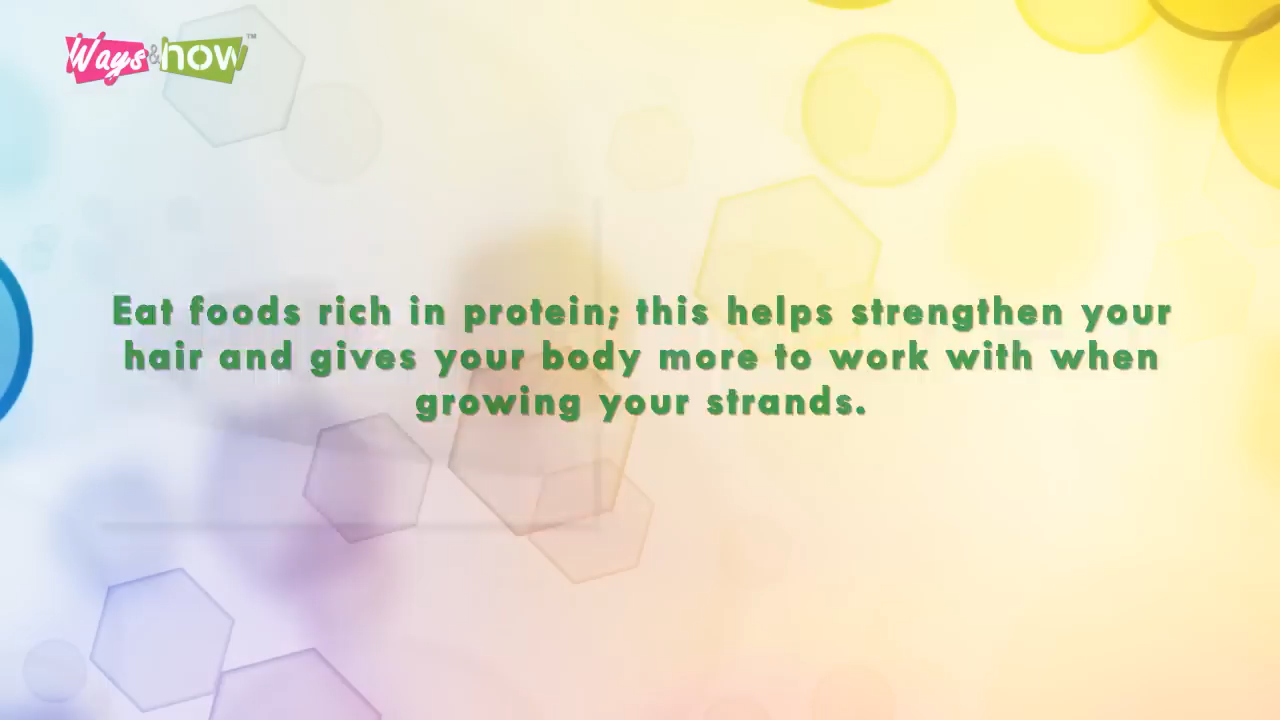 Ways&how™
Eat foods rich in protein; this helps strengthen your
hair and gives your body more to work with when
growing your strands.